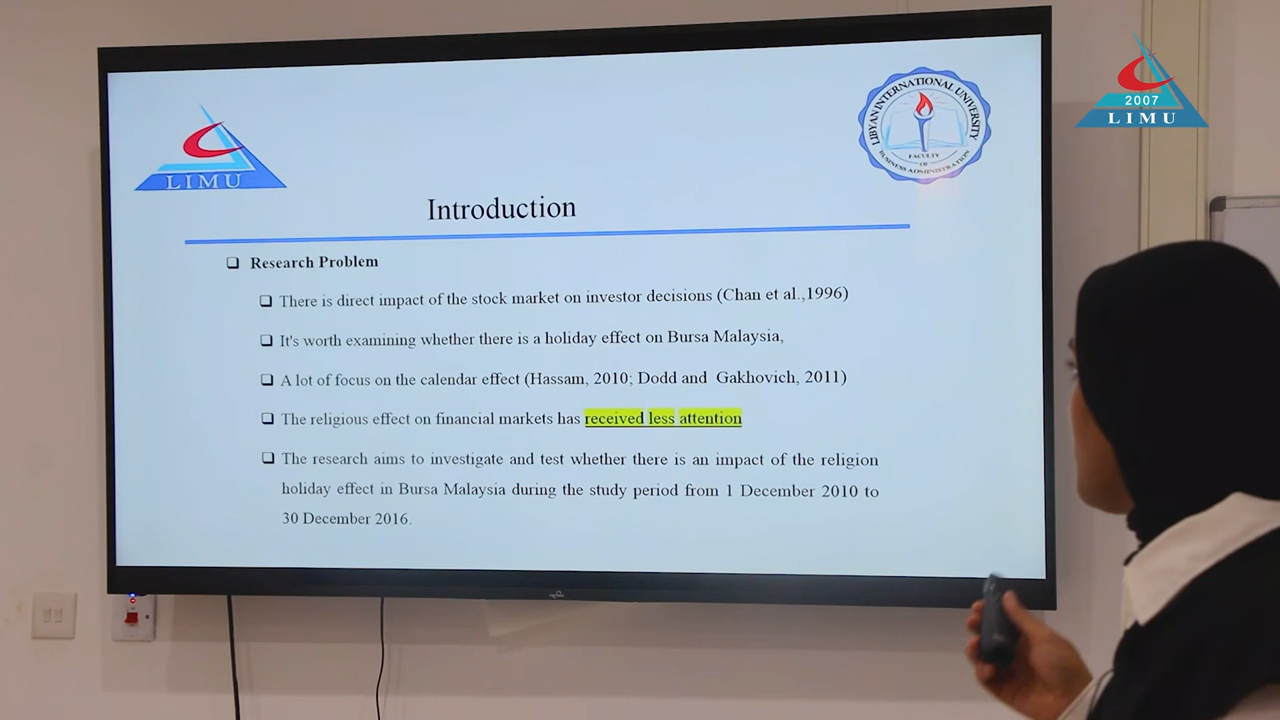 LIBYAN INTERNATIONAL UNIVERSITY
FACULTY
OF
BUSINESS ADMINISTRATION
2007
LIMU
LIMU
Introduction
❑ Research Problem
❑ There is direct impact of the stock market on investor decisions (Chan et al.,1996)
❑ It's worth examining whether there is a holiday effect on Bursa Malaysia,
❑ A lot of focus on the calendar effect (Hassam, 2010; Dodd and Gakhovich, 2011)
❑ The religious effect on financial markets has received less attention
❑ The research aims to investigate and test whether there is an impact of the religion
holiday effect in Bursa Malaysia during the study period from 1 December 2010 to
30 December 2016.